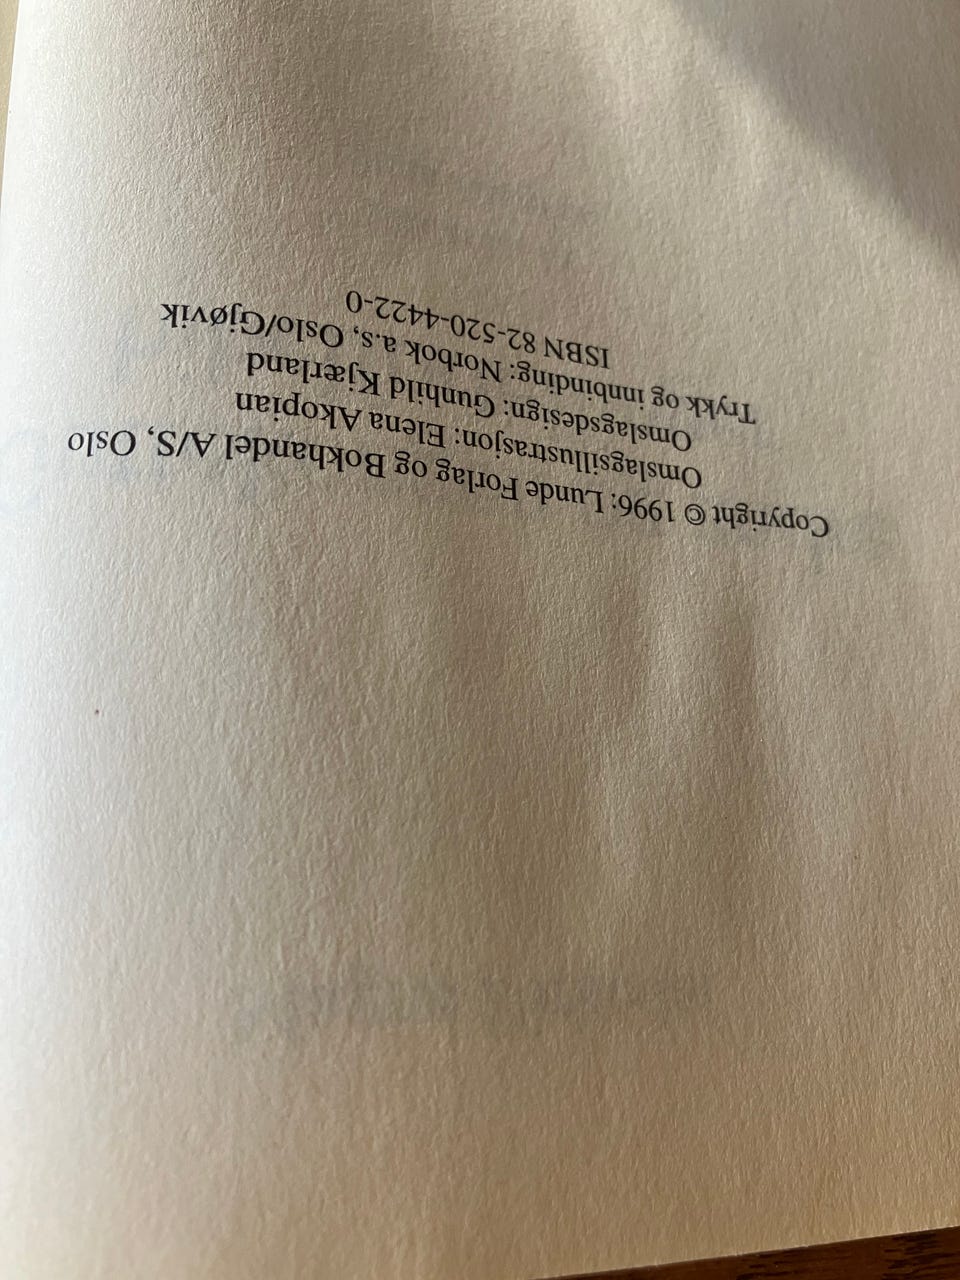 Copyright © 1996: Lunde Forlag og Bokhandel A/S, Oslo
Omslagsillustrasjon: Elena Akopian
Omslagsdesign: Gunhild Kjærland
Trykk og innbinding: Norbok a.s, Oslo/Gjøvik
ISBN 82-520-4422-0